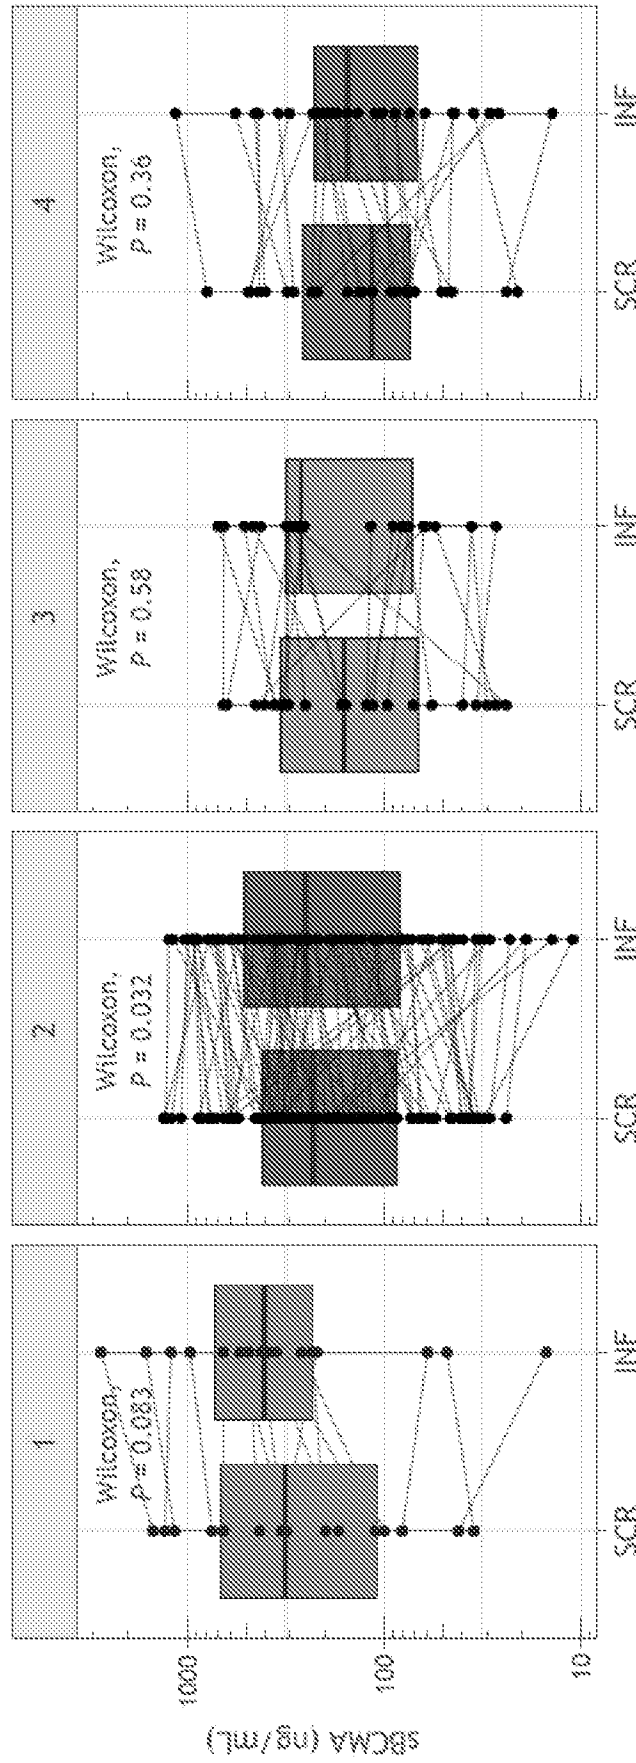 sBCMA (ng/mL)
1000
100
10
1
Wilcoxon,
P = 0.083
SCR
INF
2
Wilcoxon,
P = 0.032
SCR
INF
3
Wilcoxon,
P = 0.58
SCR
INF
4
Wilcoxon,
P = 0.36
SCR
INF